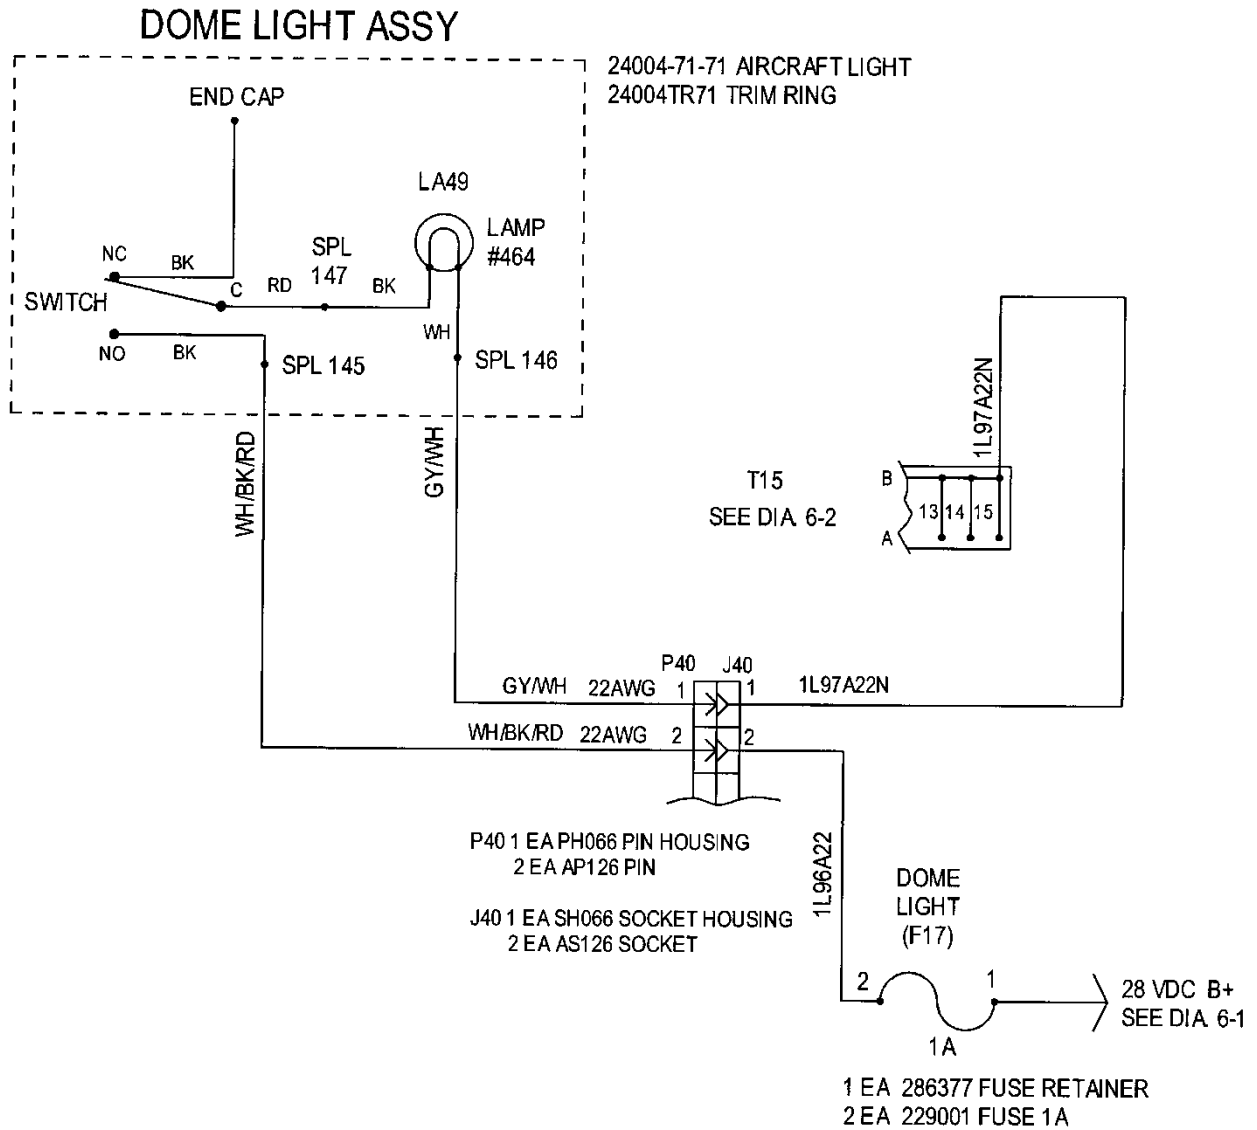 DOME LIGHT ASSY
24004-71-71 AIRCRAFT LIGHT
24004TR71 TRIM RING
END CAP
LA49
LAMP
#464
NC
BK
SPL
147
C
RD
BK
SWITCH
WH
NO
BK
SPL 145
SPL 146
WH/BK/RD
GY/WH
1L97A22N
T15
SEE DIA. 6-2
B
13
14
15
A
P40
J40
GY/WH
22AWG
1
1
1L97A22N
WH/BK/RD
22AWG
2
2
P40 1 EA PH066 PIN HOUSING
2 EA AP126 PIN
J40 1 EA SH066 SOCKET HOUSING
2 EA AS126 SOCKET
1L96A22
DOME
LIGHT
(F17)
2
1
28 VDC B+
SEE DIA. 6-1
1A
1 EA 286377 FUSE RETAINER
2 EA 229001 FUSE 1A